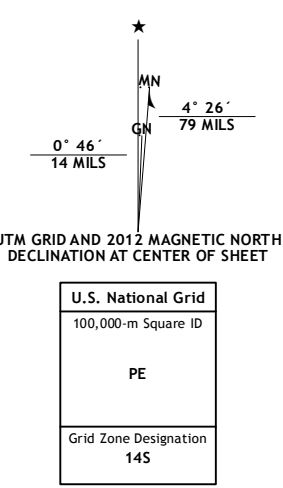 ★
MN
GN
4° 26´
79 MILS
0° 46´
14 MILS
UTM GRID AND 2012 MAGNETIC NORTH
DECLINATION AT CENTER OF SHEET
U.S. National Grid
100,000-m Square ID
PE
Grid Zone Designation
14S